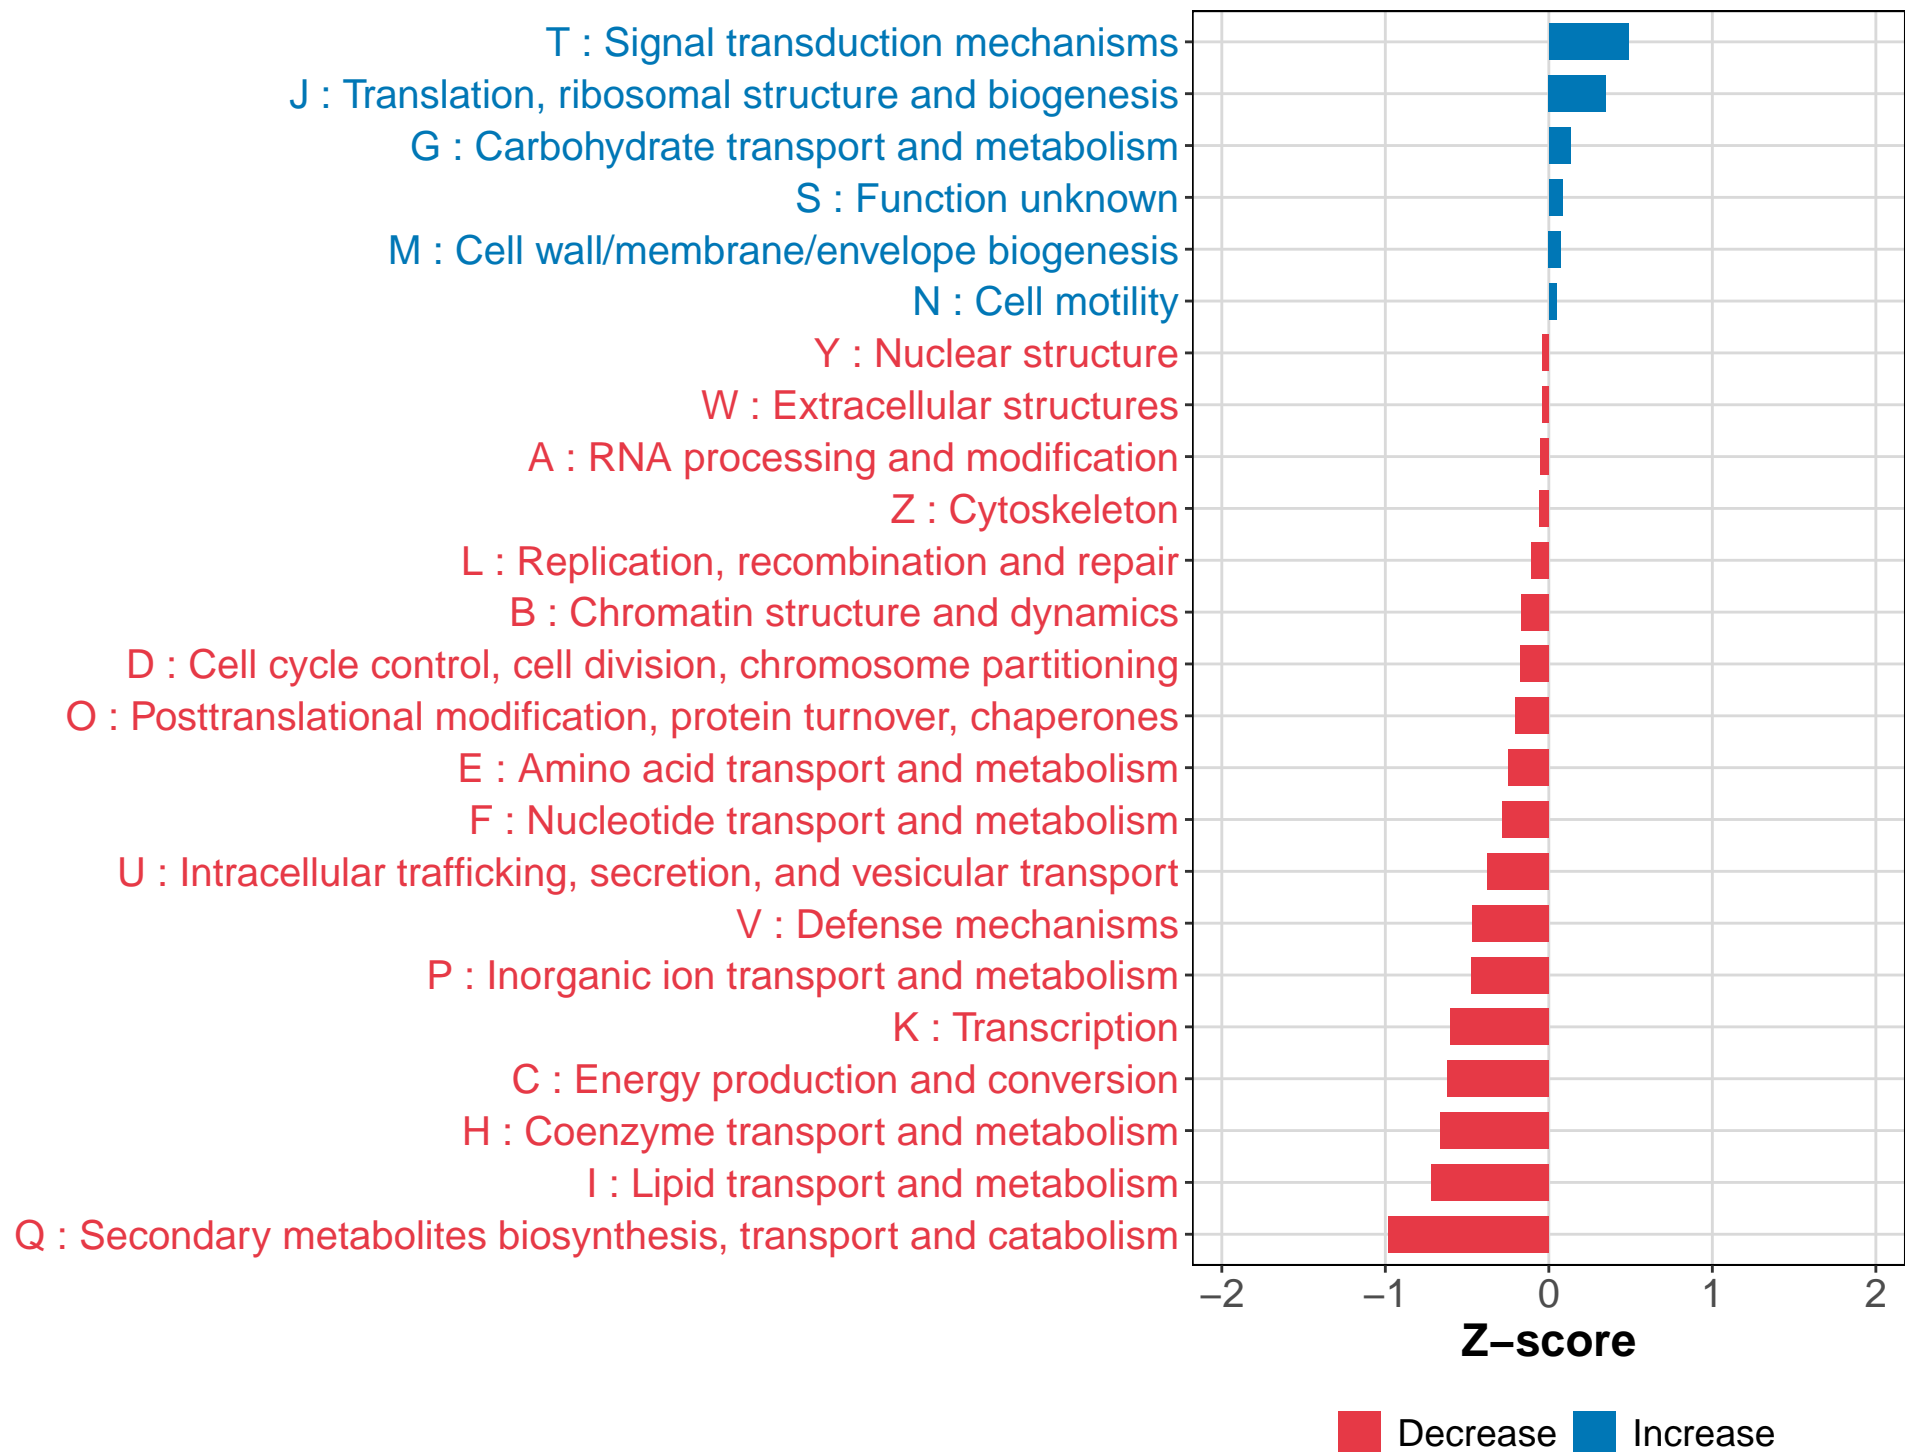 T : Signal transduction mechanisms
J : Translation, ribosomal structure and biogenesis
G : Carbohydrate transport and metabolism
S : Function unknown
M : Cell wall/membrane/envelope biogenesis
N : Cell motility
Y : Nuclear structure
W : Extracellular structures
A : RNA processing and modification
Z : Cytoskeleton
L : Replication, recombination and repair
B : Chromatin structure and dynamics
D : Cell cycle control, cell division, chromosome partitioning
O : Posttranslational modification, protein turnover, chaperones
E : Amino acid transport and metabolism
F : Nucleotide transport and metabolism
U : Intracellular trafficking, secretion, and vesicular transport
V : Defense mechanisms
P : Inorganic ion transport and metabolism
K : Transcription
C : Energy production and conversion
H : Coenzyme transport and metabolism
I : Lipid transport and metabolism
Q : Secondary metabolites biosynthesis, transport and catabolism
−2 −1 0 1 2
Z−score
Decrease Increase